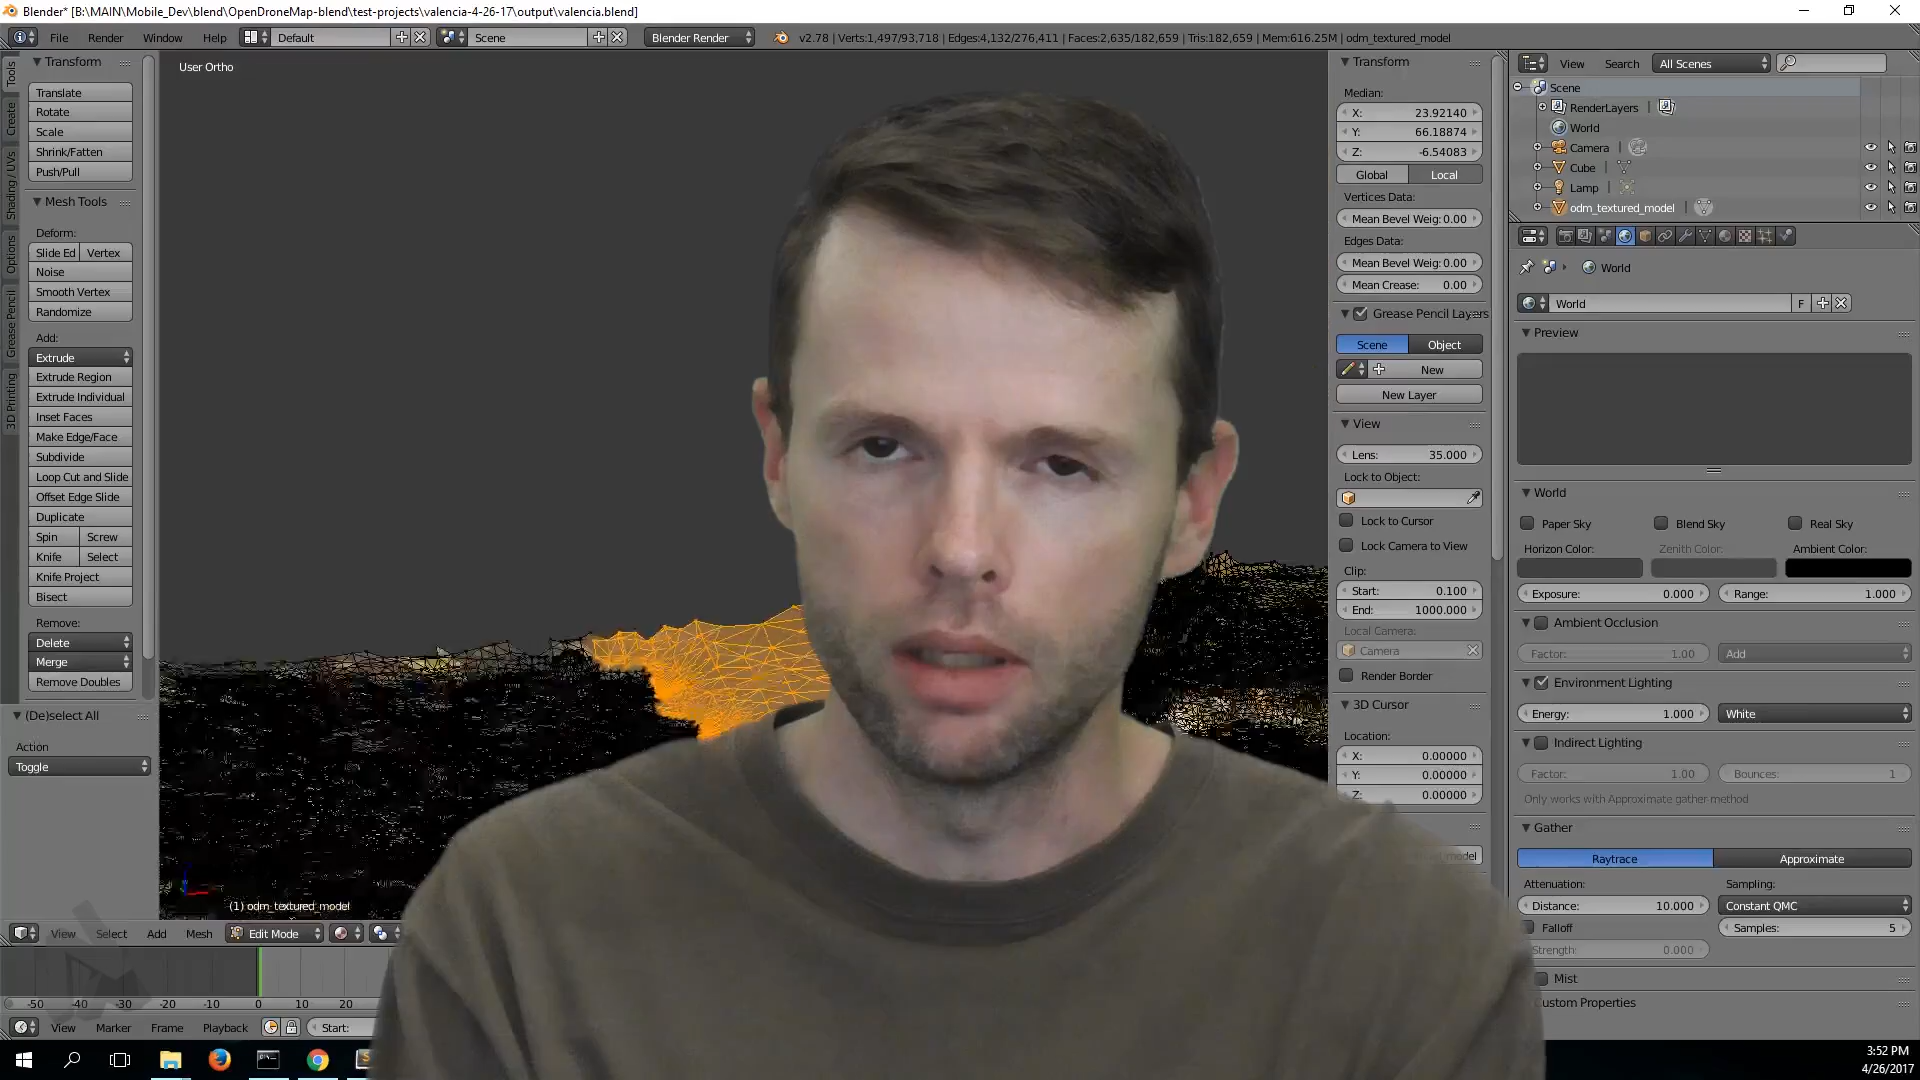 Blender* [B:\MAIN\Mobile_Dev\blend\OpenDroneMap-blend\test-projects\valencia-4-26-17\output\valencia.blend]
File Render Window Help Default Scene Blender Render v2.78 | Verts:1,497/93,718 | Edges:4,132/276,411 | Faces:2,635/182,659 | Tris:182,659 | Mem:616.25M | odm_textured_model
Tools
Create
Shading / UVs
Options
Grease Pencil
3D Printing
Transform
Translate
Rotate
Scale
Shrink/Fatten
Push/Pull
Mesh Tools
Deform:
Slide Ed Vertex
Noise
Smooth Vertex
Randomize
Add:
Extrude
Extrude Region
Extrude Individual
Inset Faces
Make Edge/Face
Subdivide
Loop Cut and Slide
Offset Edge Slide
Duplicate
Spin Screw
Knife Select
Knife Project
Bisect
Remove:
Delete
Merge
Remove Doubles
(De)select All
Action
Toggle
User Ortho
(1) odm_textured_model
View Select Add Mesh Edit Mode
-50 -40 -30 -20 -10 0 10 20
View Marker Frame Playback Start:
Transform
Median:
X: 23.92140
Y: 66.18874
Z: -6.54083
Global Local
Vertices Data:
Mean Bevel Weig: 0.00
Edges Data:
Mean Bevel Weig: 0.00
Mean Crease: 0.00
Grease Pencil Layers
Scene Object
New
New Layer
View
Lens: 35.000
Lock to Object:
Lock to Cursor
Lock Camera to View
Clip:
Start: 0.100
End: 1000.000
Local Camera:
Camera
Render Border
3D Cursor
Location:
X: 0.00000
Y: 0.00000
Z: 0.00000
View Search All Scenes
Scene
RenderLayers
World
Camera
Cube
Lamp
odm_textured_model
World
World F
Preview
World
Paper Sky Blend Sky Real Sky
Horizon Color: Zenith Color: Ambient Color:
Exposure: 0.000 Range: 1.000
Ambient Occlusion
Factor: 1.00 Add
Environment Lighting
Energy: 1.000 White
Indirect Lighting
Factor: 1.00 Bounces: 1
Only works with Approximate gather method
Gather
Raytrace Approximate
Attenuation: Sampling:
Distance: 10.000 Constant QMC
Falloff Samples: 5
Strength: 0.000
Mist
Custom Properties
3:52 PM
4/26/2017